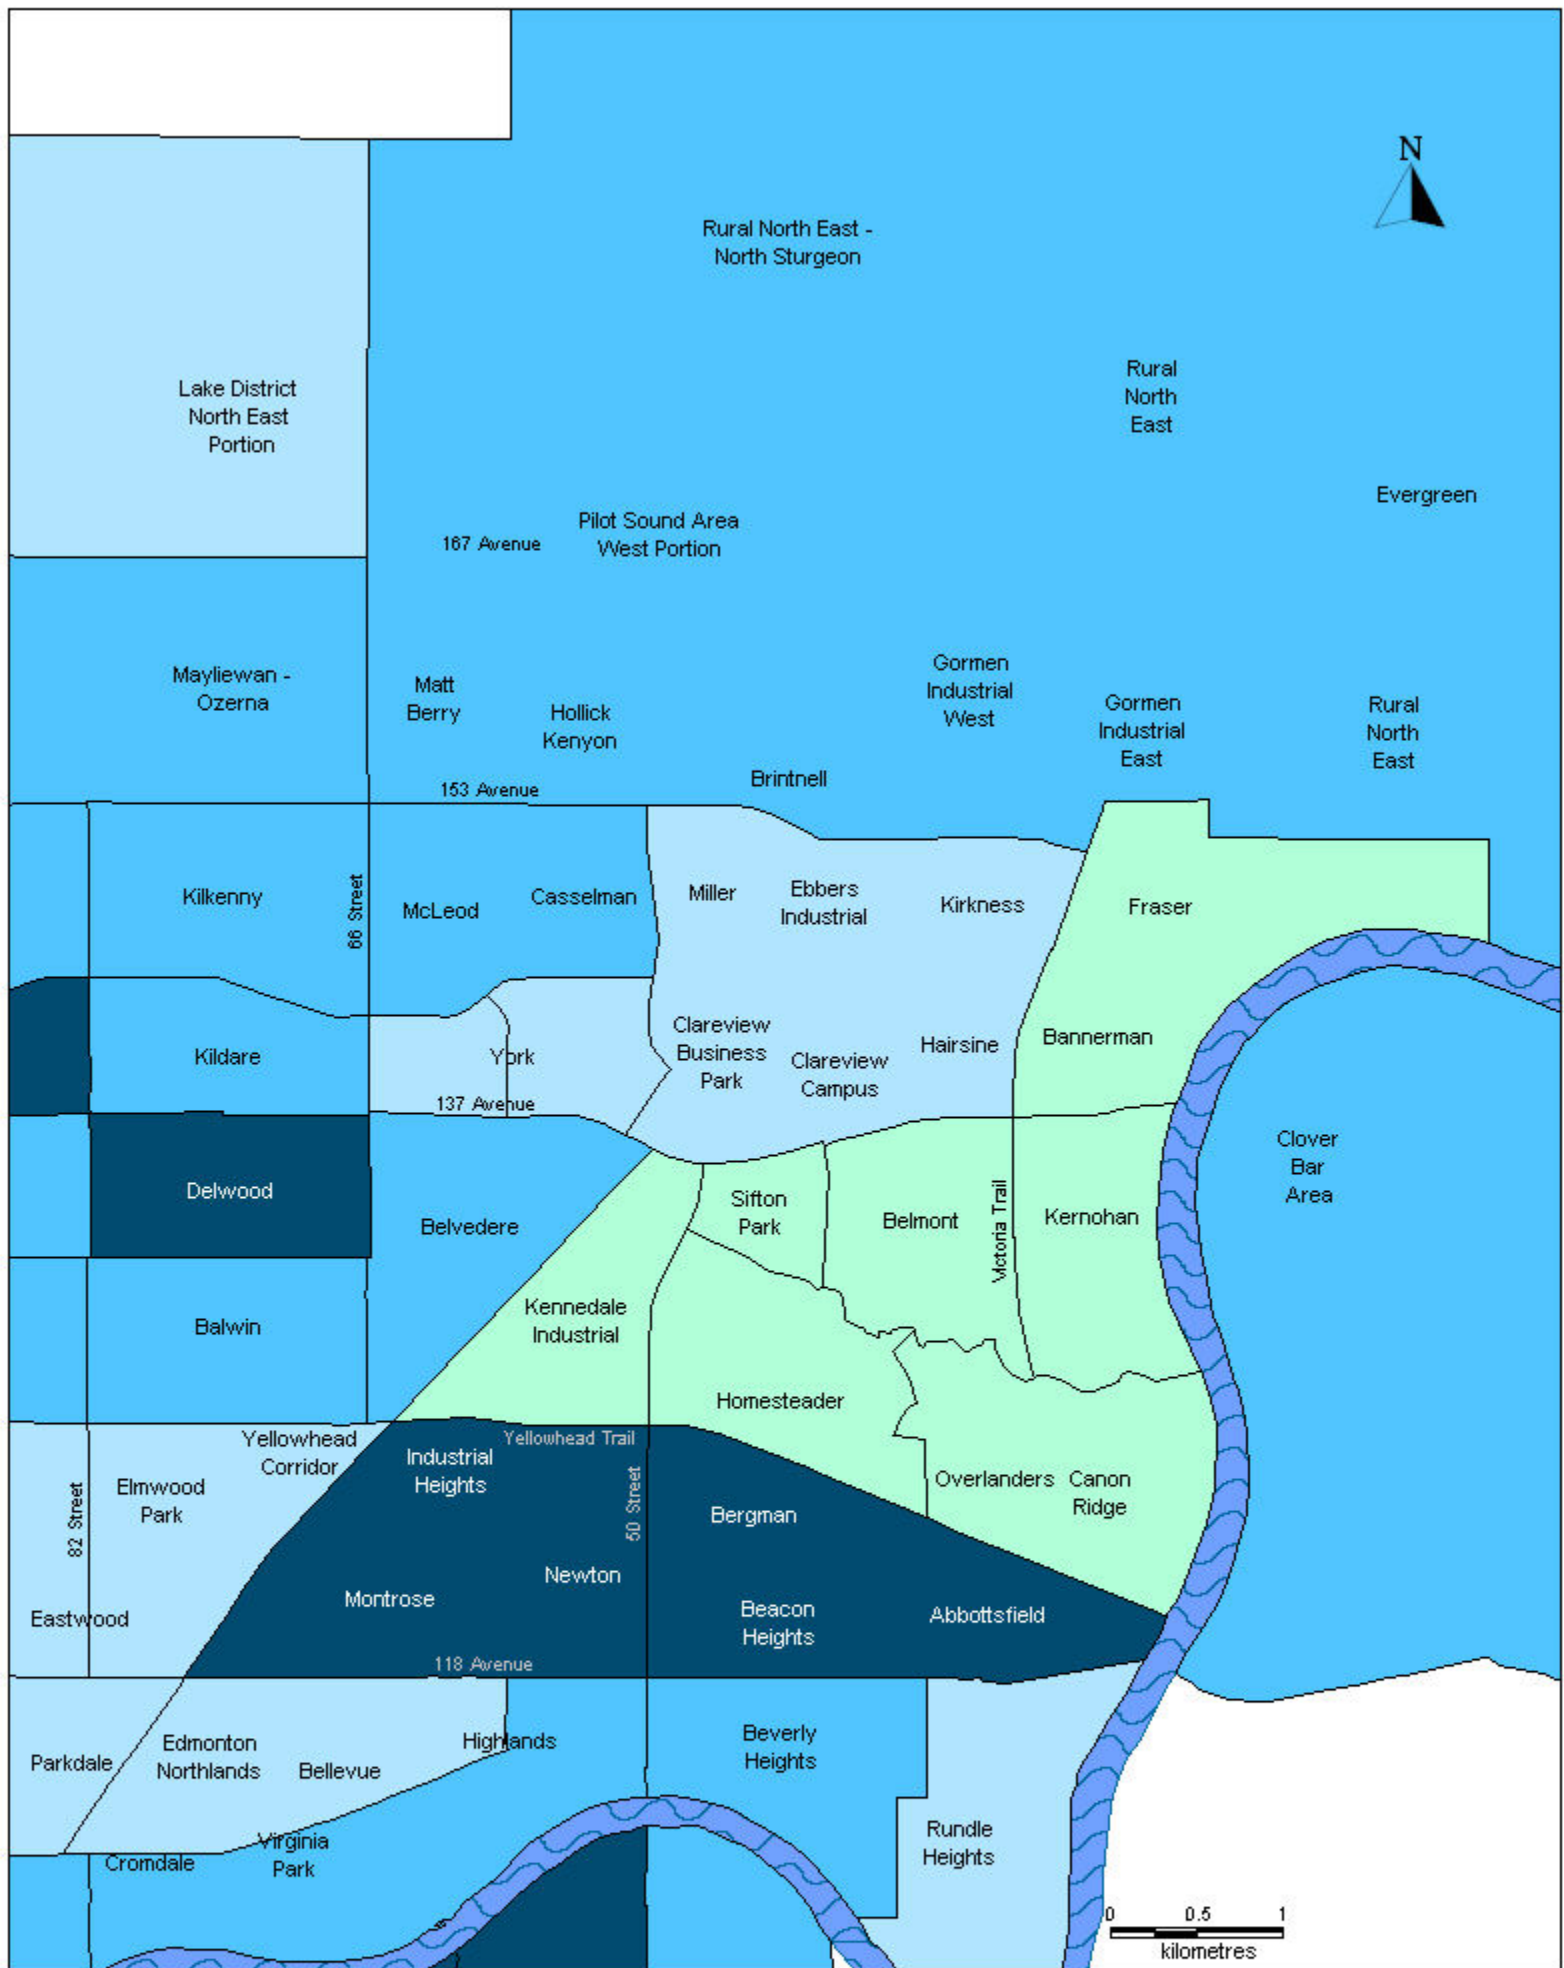 N
Rural North East -
North Sturgeon
Rural
North
East
Lake District
North East
Portion
Evergreen
Pilot Sound Area
West Portion
167 Avenue
Mayliewan -
Ozerna
Matt
Berry
Hollick
Kenyon
Gormen
Industrial
West
Gormen
Industrial
East
Rural
North
East
Brintnell
153 Avenue
Kilkenny
66 Street
McLeod
Casselman
Miller
Ebbers
Industrial
Kirkness
Fraser
Kildare
York
Clareview
Business
Park
Clareview
Campus
Hairsine
Bannerman
137 Avenue
Delwood
Belvedere
Sifton
Park
Belmont
Victoria Trail
Kernohan
Clover
Bar
Area
Balwin
Kennedale
Industrial
Homesteader
Yellowhead
Corridor
Yellowhead Trail
Industrial
Heights
Elmwood
Park
82 Street
50 Street
Bergman
Overlanders
Canon
Ridge
Newton
Montrose
Eastwood
Beacon
Heights
Abbottsfield
118 Avenue
Parkdale
Edmonton
Northlands
Bellevue
Highlands
Beverly
Heights
Cromdale
Virginia
Park
Rundle
Heights
0 0.5 1
kilometres